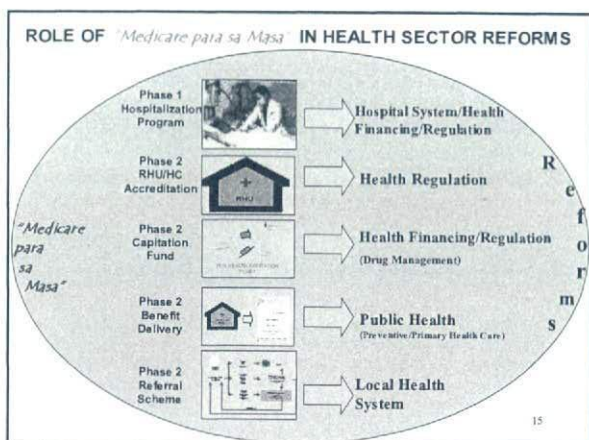 ROLE OF "Medicare para sa Masa" IN HEALTH SECTOR REFORMS
"Medicare
para
sa
Masa"
Phase 1
Hospitalization
Program
Hospital System/Health
Financing/Regulation
Phase 2
RHU/HC
Accreditation
RHU
Health Regulation
Phase 2
Capitation
Fund
Health Financing/Regulation
(Drug Management)
Phase 2
Benefit
Delivery
Public Health
(Preventive/Primary Health Care)
Phase 2
Referral
Scheme
Local Health
System
Reforms
15